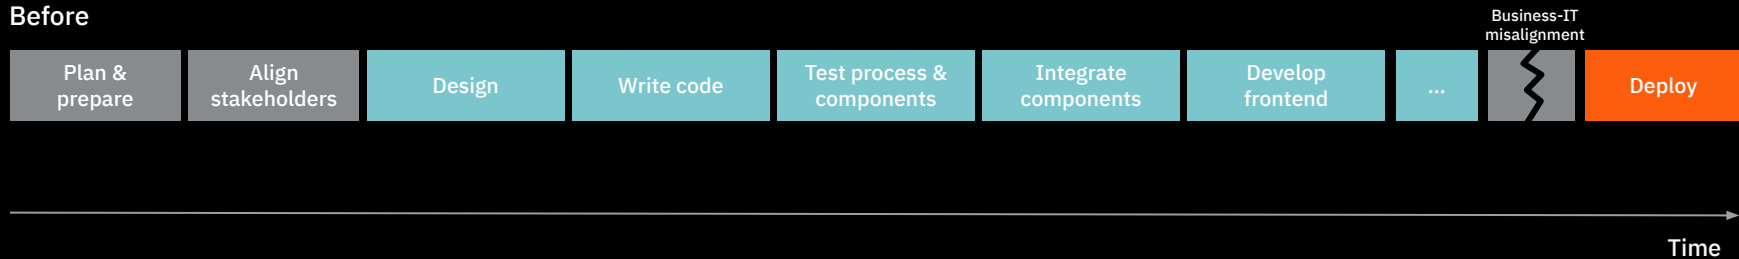 Before
Business-IT
misalignment
Plan &
prepare
Align
stakeholders
Design
Write code
Test process &
components
Integrate
components
Develop
frontend
...
Deploy
Time